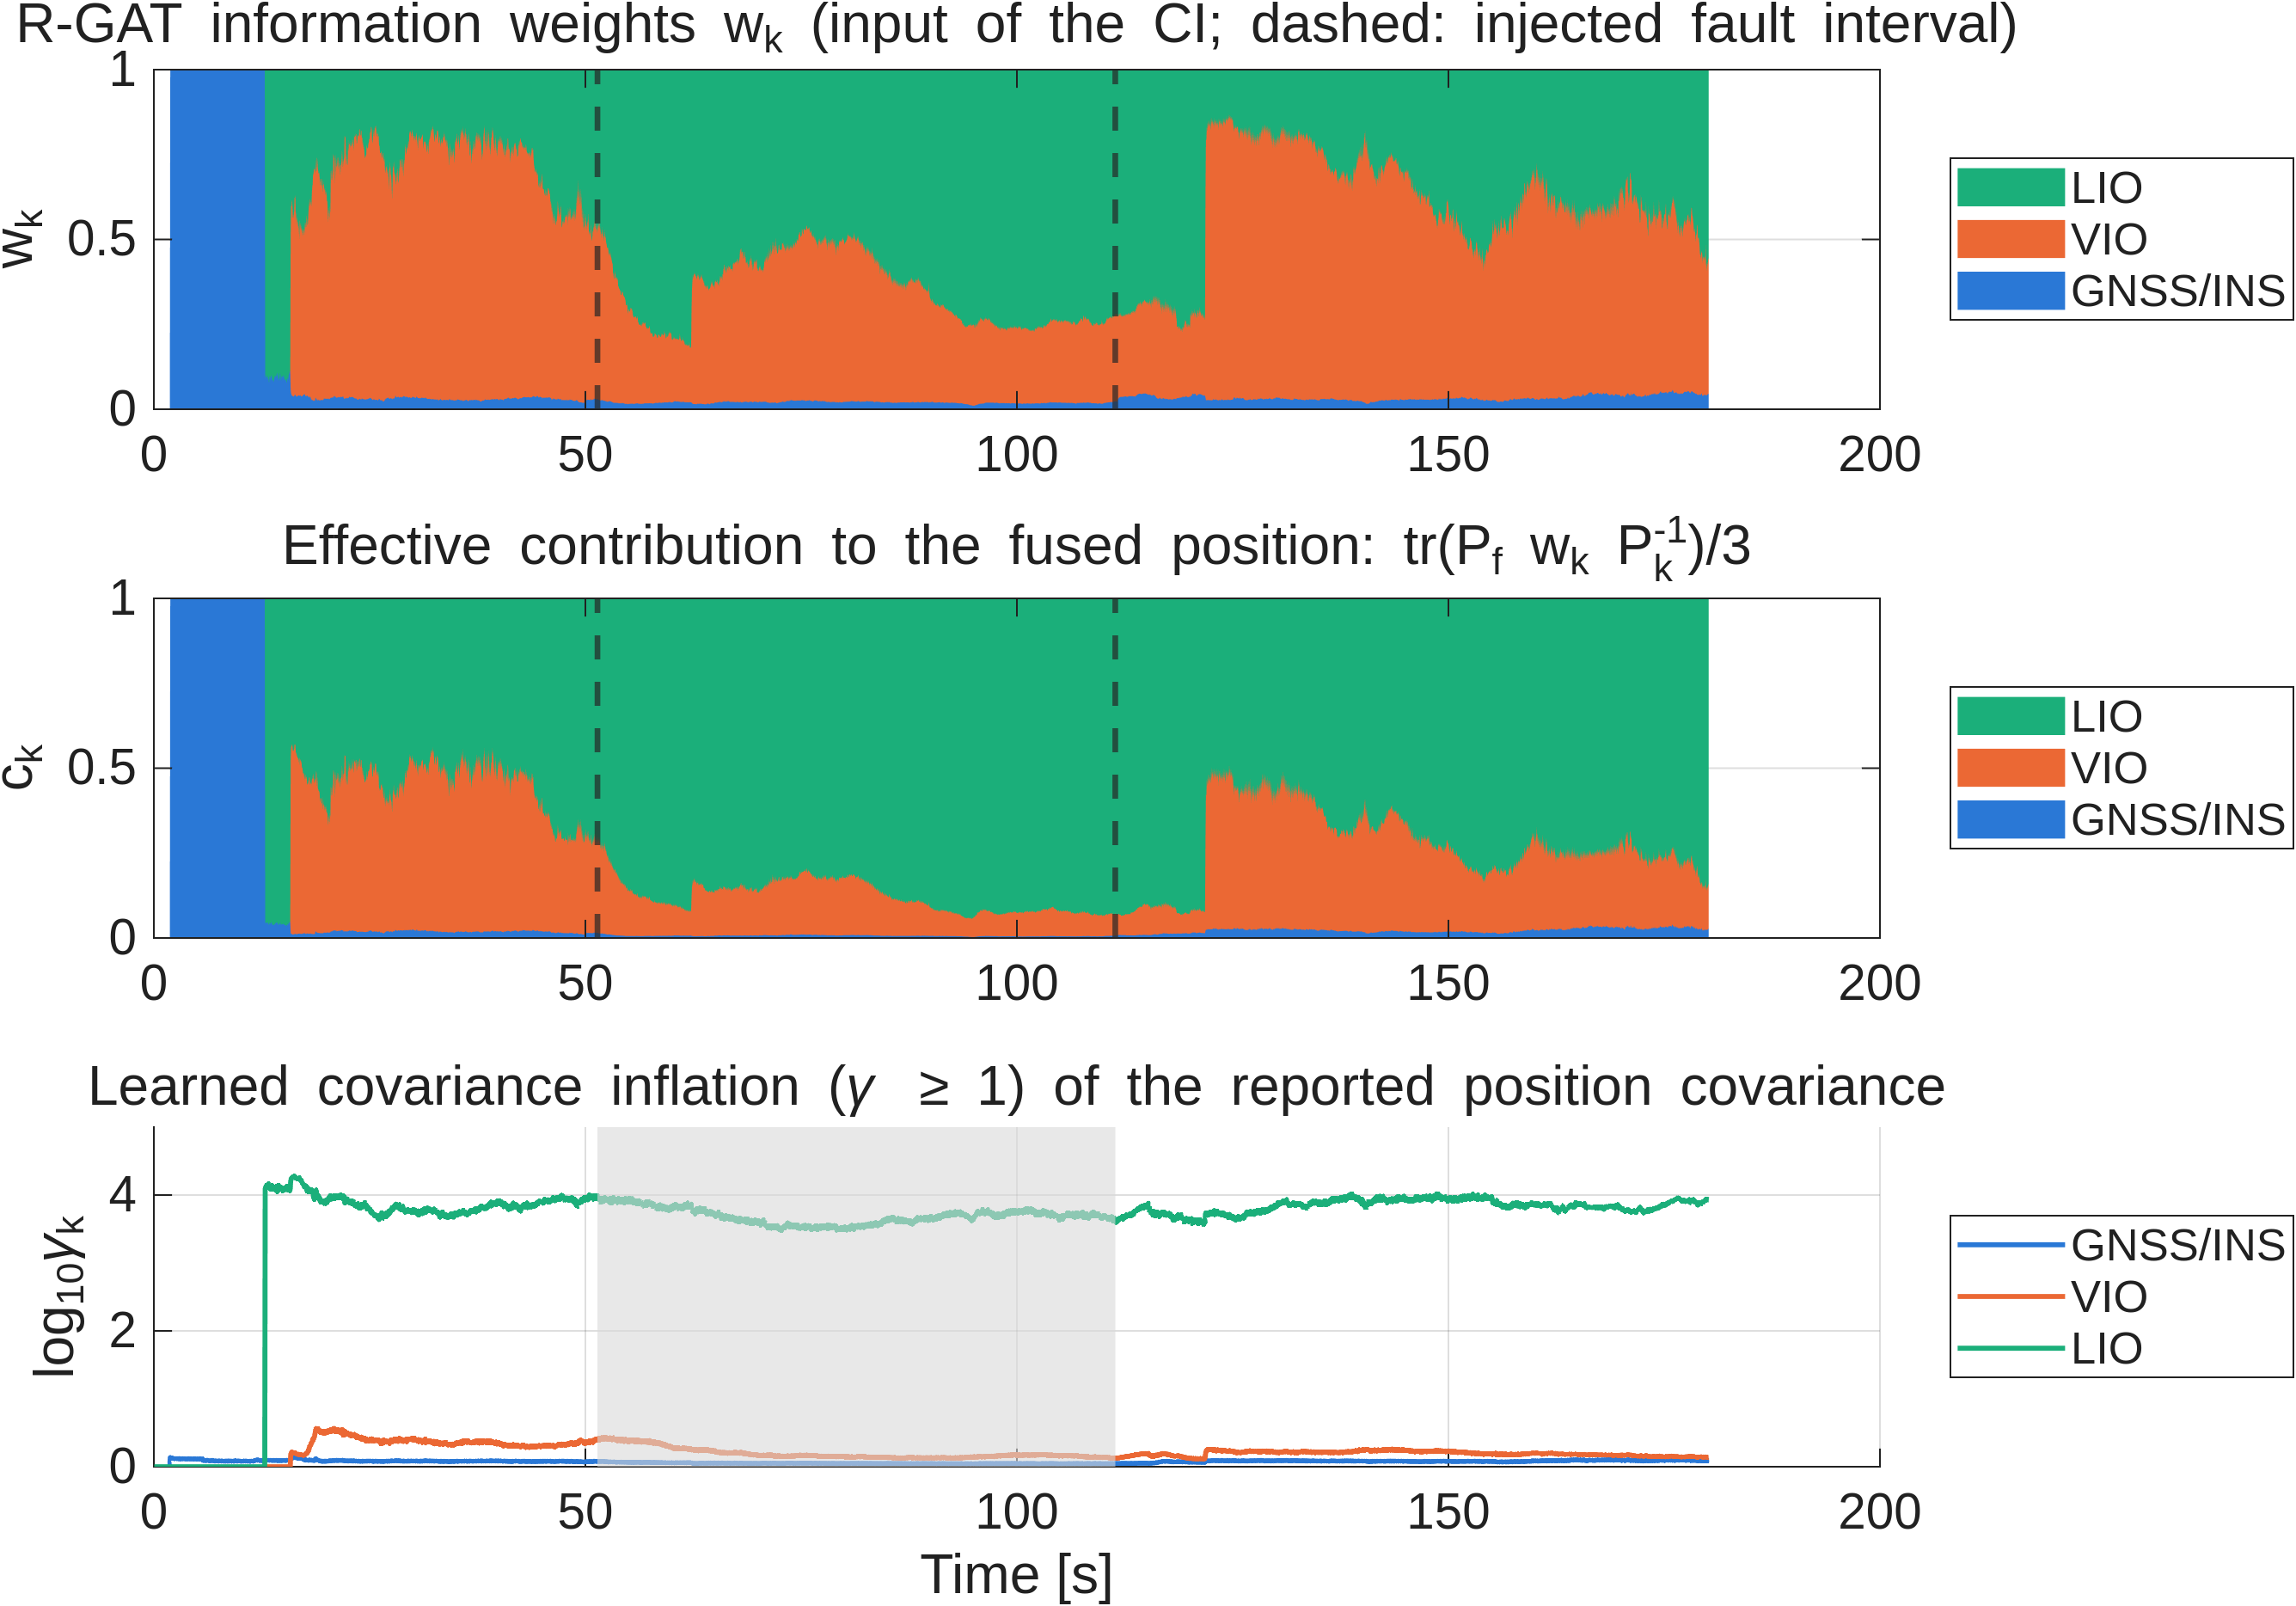 R-GAT information weights wk (input of the CI; dashed: injected fault interval)
1
0.5
0
wk
0 50 100 150 200
LIO
VIO
GNSS/INS
Effective contribution to the fused position: tr(Pf wk Pk-1)/3
1
0.5
0
ck
0 50 100 150 200
LIO
VIO
GNSS/INS
Learned covariance inflation (γ ≥ 1) of the reported position covariance
4
2
0
log10γk
0 50 100 150 200
Time [s]
GNSS/INS
VIO
LIO